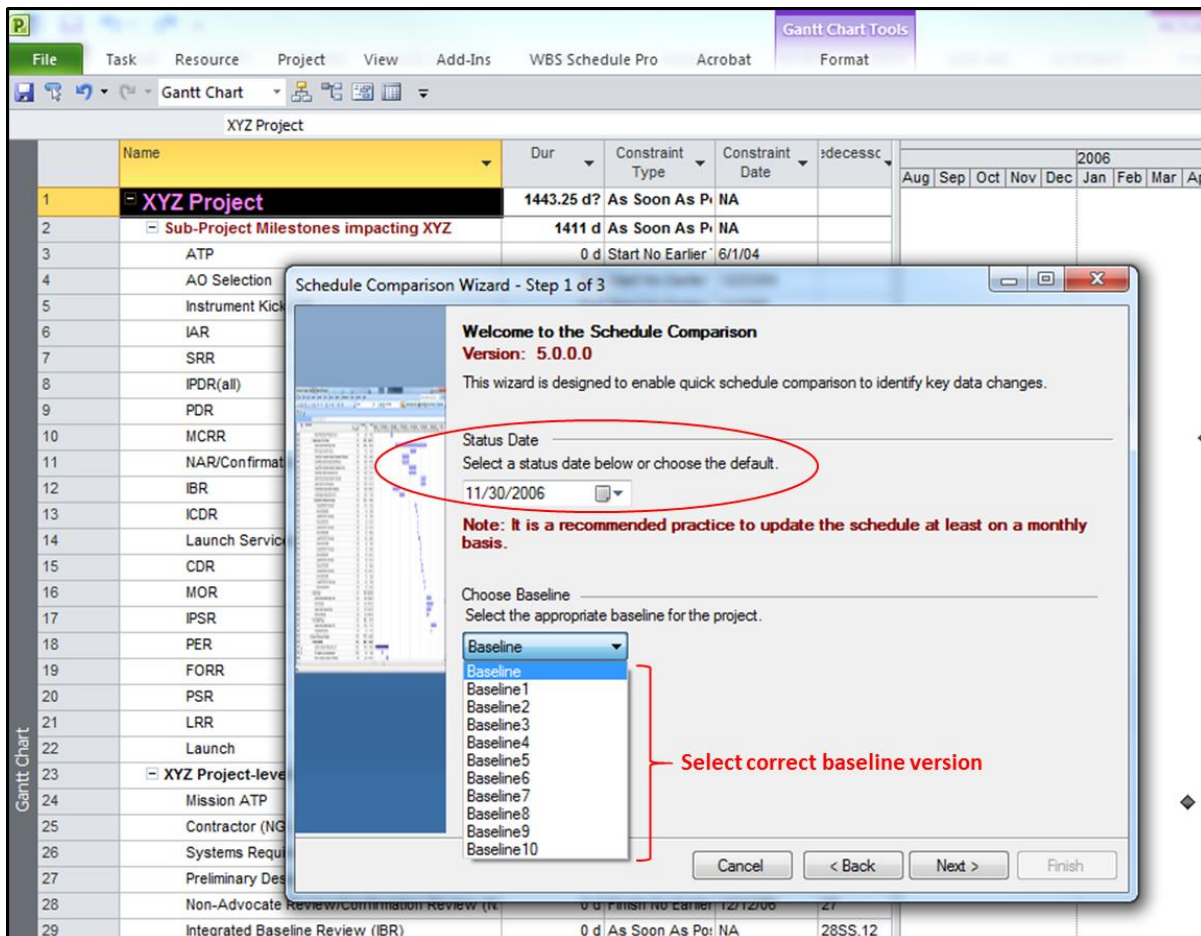 Gantt Chart Tools
File Task Resource Project View Add-Ins WBS Schedule Pro Acrobat Format
Gantt Chart
XYZ Project
Name Dur Constraint Type Constraint Date edecessc
2006
Aug Sep Oct Nov Dec Jan Feb Mar Ap
1 XYZ Project 1443.25 d? As Soon As P NA
2 Sub-Project Milestones impacting XYZ 1411 d As Soon As P NA
3 ATP 0 d Start No Earlier 6/1/04
4 AO Selection
5 Instrument Kick
6 IAR
7 SRR
8 IPDR(all)
9 PDR
10 MCRR
11 NAR/Confirmat
12 IBR
13 ICDR
14 Launch Service
15 CDR
16 MOR
17 IPSR
18 PER
19 FORR
20 PSR
21 LRR
22 Launch
23 XYZ Project-leve
24 Mission ATP
25 Contractor (NG
26 Systems Requi
27 Preliminary Des
28 Non-Advocate Review/Confirmation Review (N 0 d Finish No Earlier 12/12/06 27
29 Integrated Baseline Review (IBR) 0 d As Soon As Pos NA 28SS,12
Gantt Chart
Schedule Comparison Wizard - Step 1 of 3
Welcome to the Schedule Comparison
Version: 5.0.0.0
This wizard is designed to enable quick schedule comparison to identify key data changes.
Status Date
Select a status date below or choose the default.
11/30/2006
Note: It is a recommended practice to update the schedule at least on a monthly
basis.
Choose Baseline
Select the appropriate baseline for the project.
Baseline
Baseline
Baseline1
Baseline2
Baseline3
Baseline4
Baseline5
Baseline6
Baseline7
Baseline8
Baseline9
Baseline10
Select correct baseline version
Cancel < Back Next > Finish